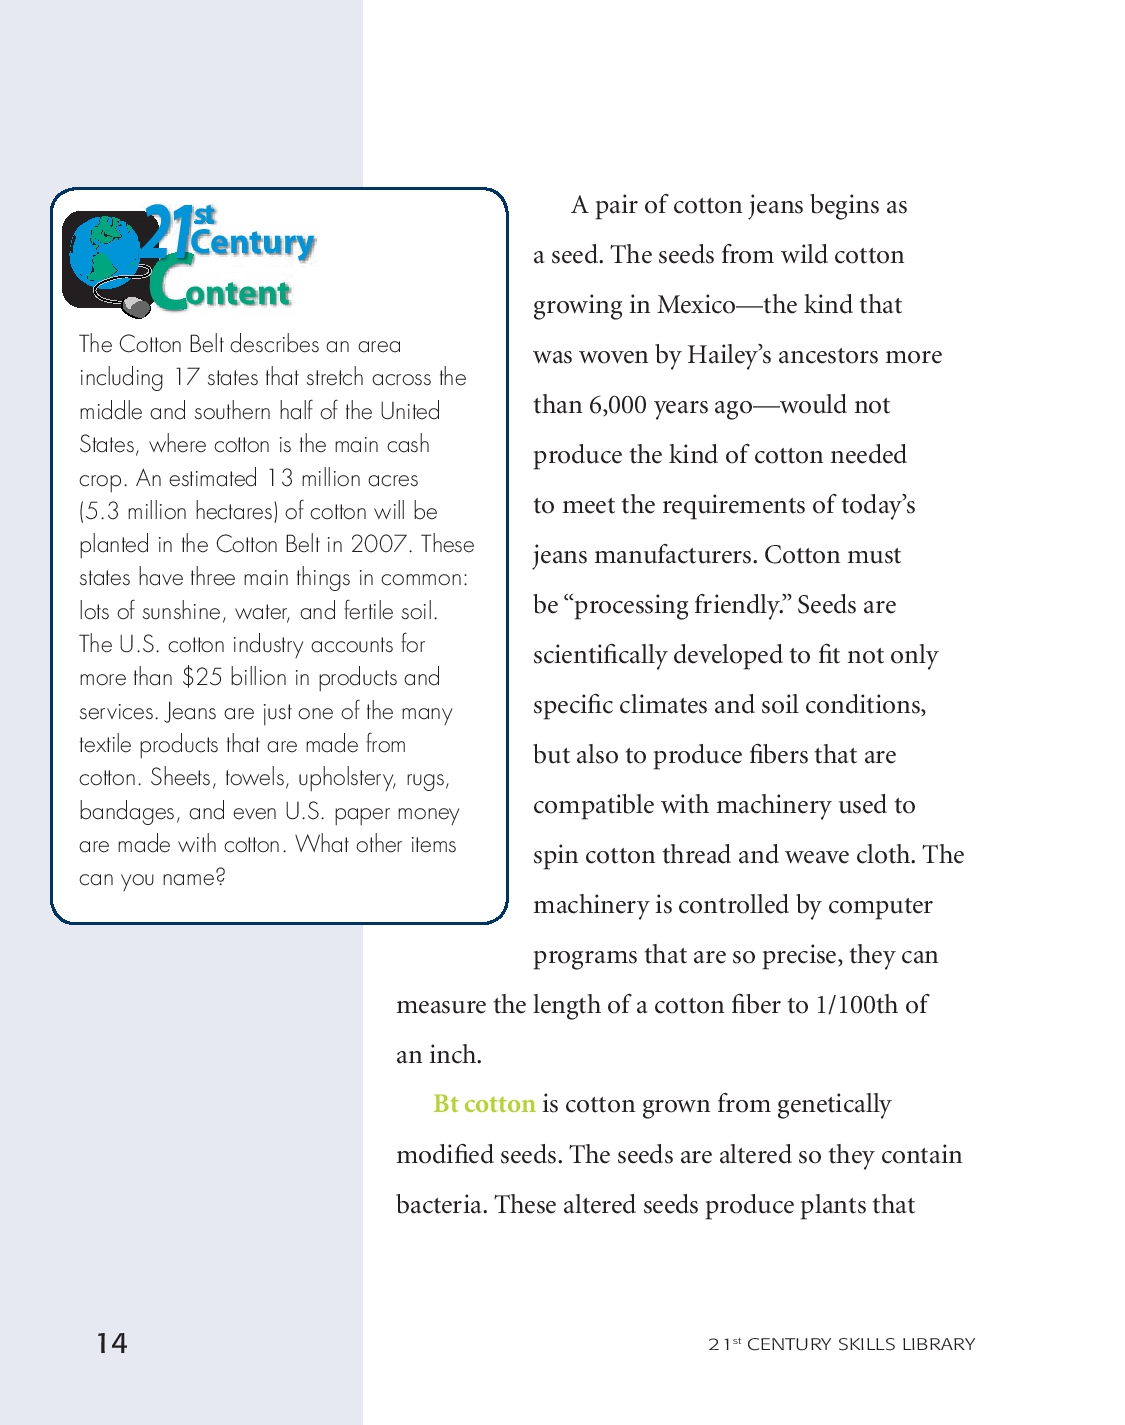 21st
Century
Content
The Cotton Belt describes an area
including 17 states that stretch across the
middle and southern half of the United
States, where cotton is the main cash
crop. An estimated 13 million acres
(5.3 million hectares) of cotton will be
planted in the Cotton Belt in 2007. These
states have three main things in common:
lots of sunshine, water, and fertile soil.
The U.S. cotton industry accounts for
more than $25 billion in products and
services. Jeans are just one of the many
textile products that are made from
cotton. Sheets, towels, upholstery, rugs,
bandages, and even U.S. paper money
are made with cotton. What other items
can you name?
A pair of cotton jeans begins as
a seed. The seeds from wild cotton
growing in Mexico—the kind that
was woven by Hailey’s ancestors more
than 6,000 years ago—would not
produce the kind of cotton needed
to meet the requirements of today’s
jeans manufacturers. Cotton must
be “processing friendly.” Seeds are
scientifically developed to fit not only
specific climates and soil conditions,
but also to produce fibers that are
compatible with machinery used to
spin cotton thread and weave cloth. The
machinery is controlled by computer
programs that are so precise, they can
measure the length of a cotton fiber to 1/100th of
an inch.
Bt cotton is cotton grown from genetically
modified seeds. The seeds are altered so they contain
bacteria. These altered seeds produce plants that
14
21st CENTURY SKILLS LIBRARY